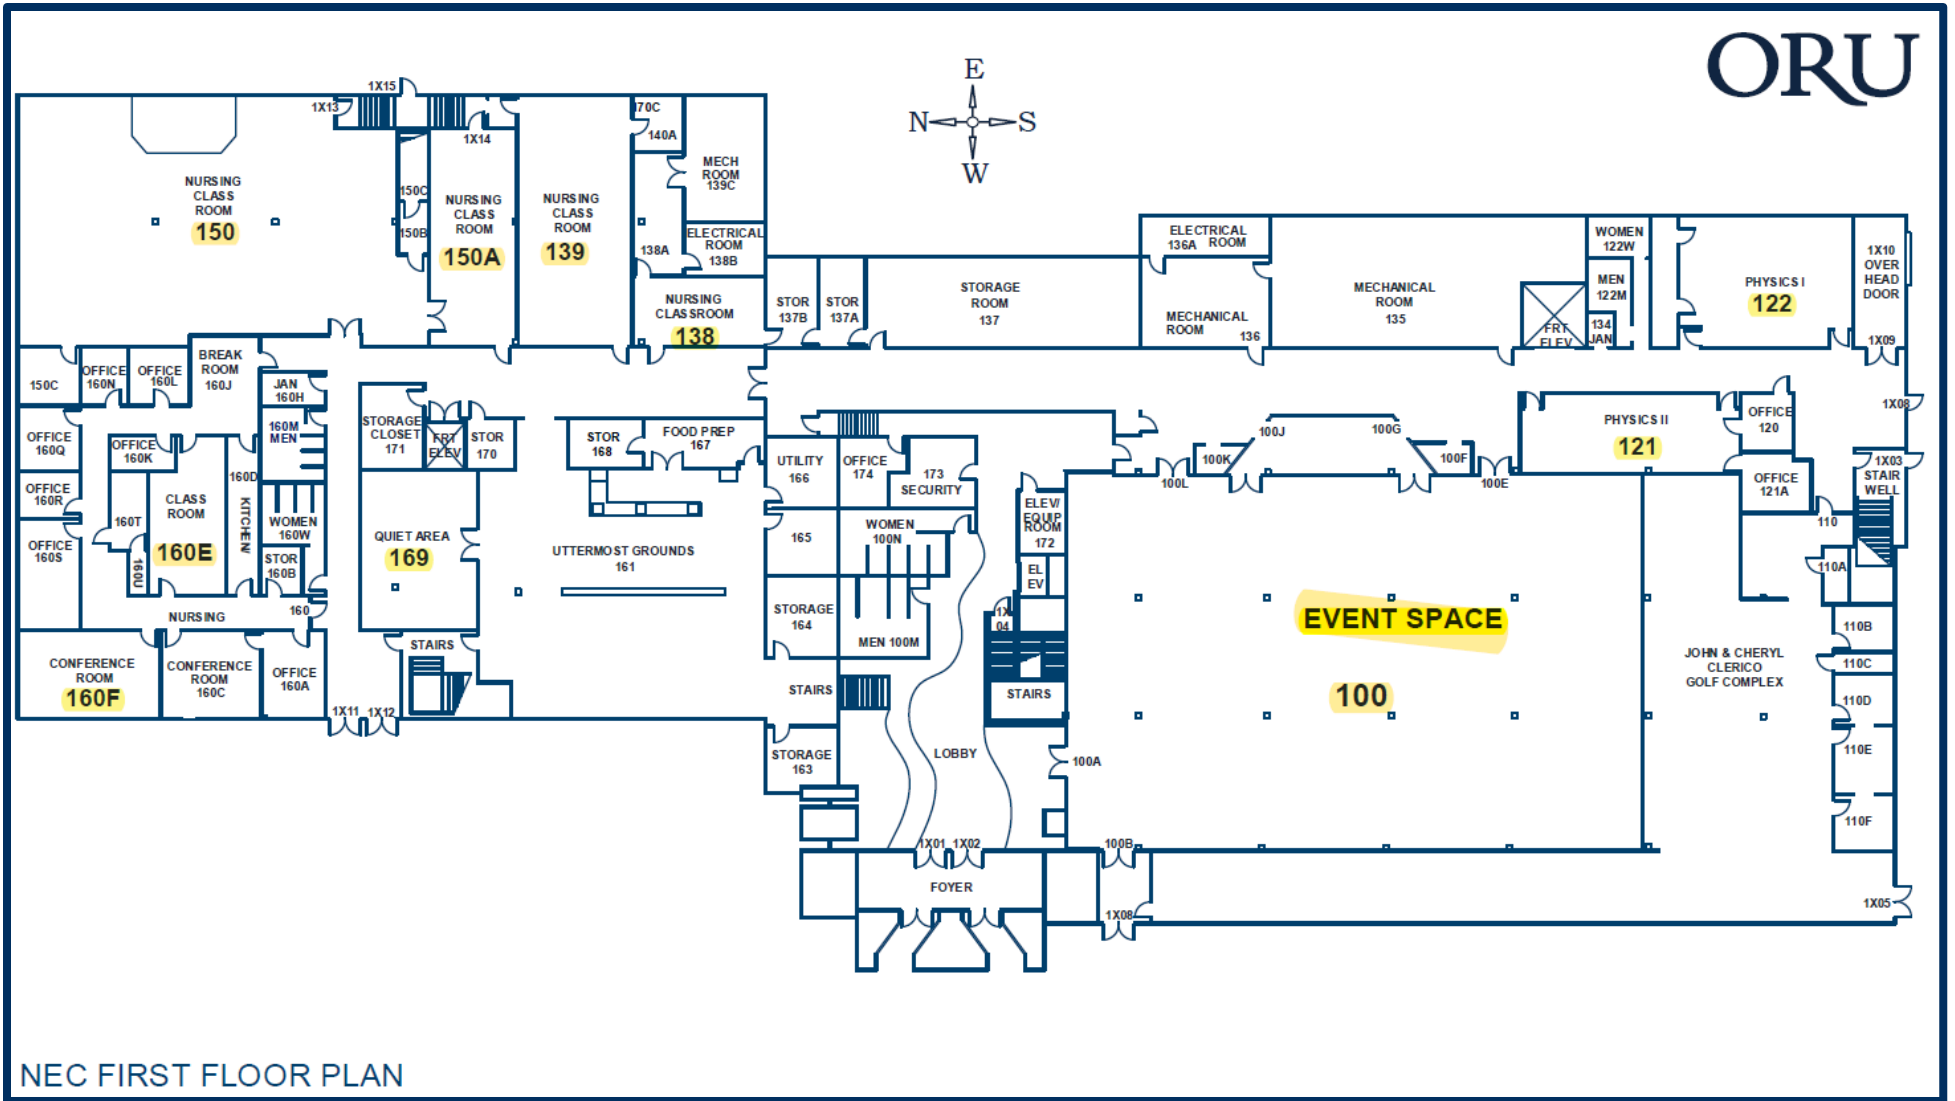 ORU
E
N
S
W
1X15
1X13
1X14
70C
140A
MECH
ROOM
139C
NURSING
CLASS
ROOM
150
150C
150B
NURSING
CLASS
ROOM
150A
NURSING
CLASS
ROOM
139
138A
ELECTRICAL
ROOM
138B
NURSING
CLASSROOM
138
STOR
137B
STOR
137A
STORAGE
ROOM
137
ELECTRICAL
136A ROOM
MECHANICAL
ROOM
136
MECHANICAL
ROOM
135
FRT
ELEV
WOMEN
122W
MEN
122M
134
JAN
PHYSICS I
122
1X10
OVER
HEAD
DOOR
1X09
1X08
150C
OFFICE
160N
OFFICE
160L
BREAK
ROOM
160J
JAN
160H
160M
MEN
OFFICE
160Q
OFFICE
160K
160D
OFFICE
160R
CLASS
ROOM
160E
160T
160U
KITCHEN/
WOMEN
160W
STOR
160B
OFFICE
160S
160
NURSING
CONFERENCE
ROOM
160F
CONFERENCE
ROOM
160C
OFFICE
160A
1X11
1X12
STORAGE
CLOSET
171
FRT
ELEV
STOR
170
STOR
168
FOOD PREP
167
QUIET AREA
169
UTTERMOST GROUNDS
161
STAIRS
UTILITY
166
OFFICE
174
173
SECURITY
165
WOMEN
100N
STORAGE
164
MEN 100M
STAIRS
STORAGE
163
ELEV/
EQUIP
ROOM
172
EL
EV
1X
04
STAIRS
LOBBY
100A
1X01
1X02
FOYER
100B
1X08
100J
100G
100K
100F
100L
100E
EVENT SPACE
100
PHYSICS II
121
OFFICE
120
OFFICE
121A
1X03
STAIR
WELL
110
110A
110B
110C
110D
110E
110F
JOHN & CHERYL
CLERICO
GOLF COMPLEX
1X05
NEC FIRST FLOOR PLAN